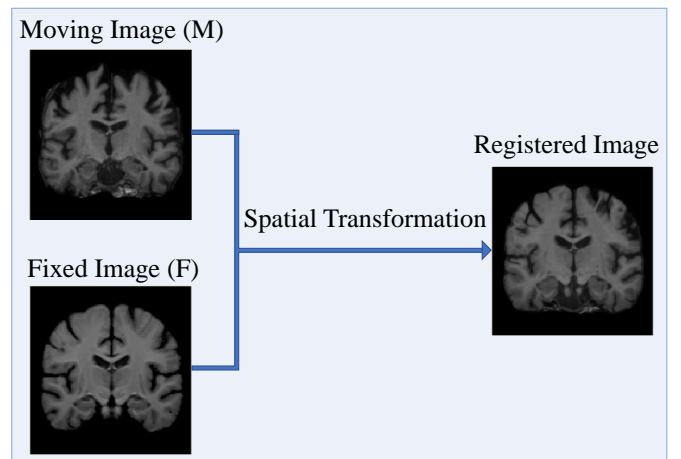 Moving Image (M)
Registered Image
Spatial Transformation
Fixed Image (F)